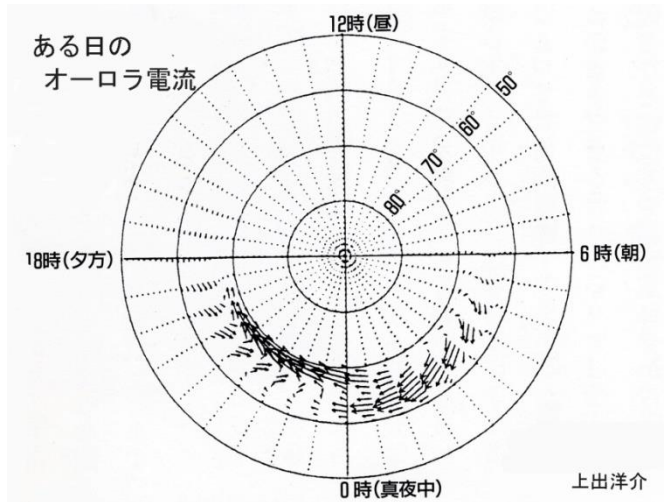 ある日の
オーロラ電流
12時(昼)
50°
60°
70°
80°
18時(夕方)
6時(朝)
0時(真夜中)
上出洋介